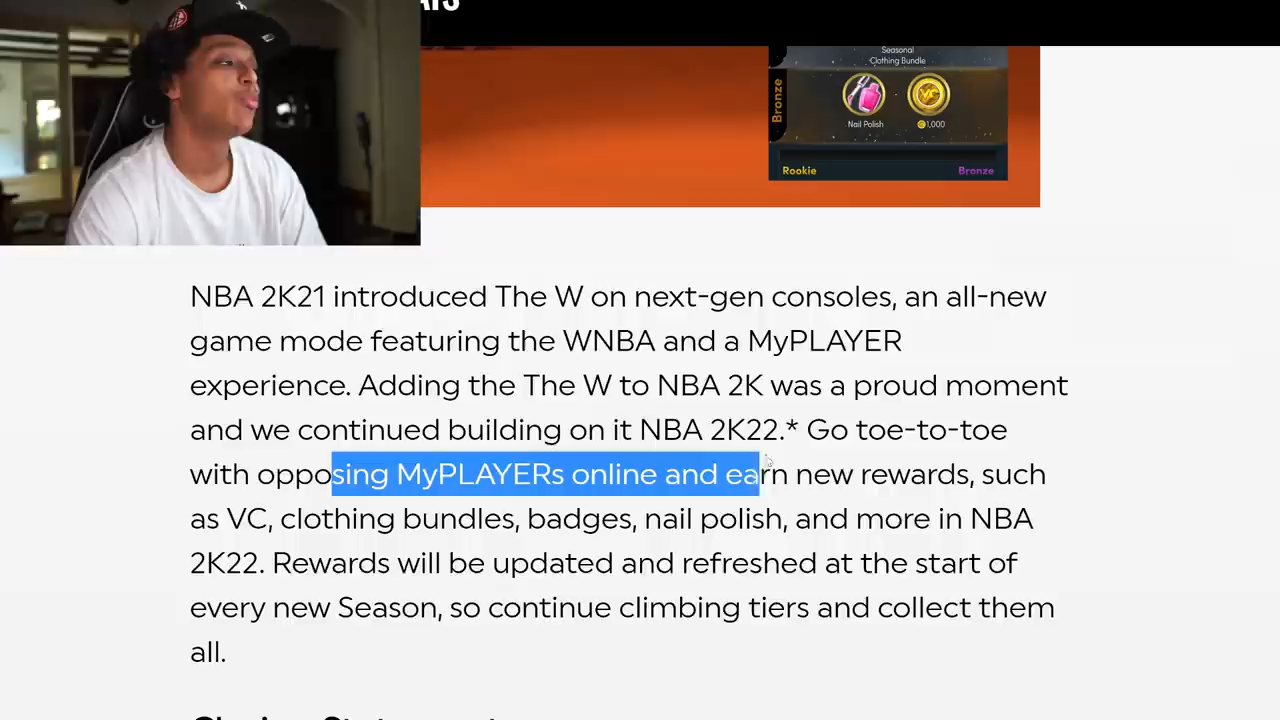 Seasonal
Clothing Bundle
Bronze
VC
Nail Polish
1,000
Rookie
Bronze
NBA 2K21 introduced The W on next-gen consoles, an all-new
game mode featuring the WNBA and a MyPLAYER
experience. Adding the The W to NBA 2K was a proud moment
and we continued building on it NBA 2K22.* Go toe-to-toe
with opposing MyPLAYERs online and earn new rewards, such
as VC, clothing bundles, badges, nail polish, and more in NBA
2K22. Rewards will be updated and refreshed at the start of
every new Season, so continue climbing tiers and collect them
all.